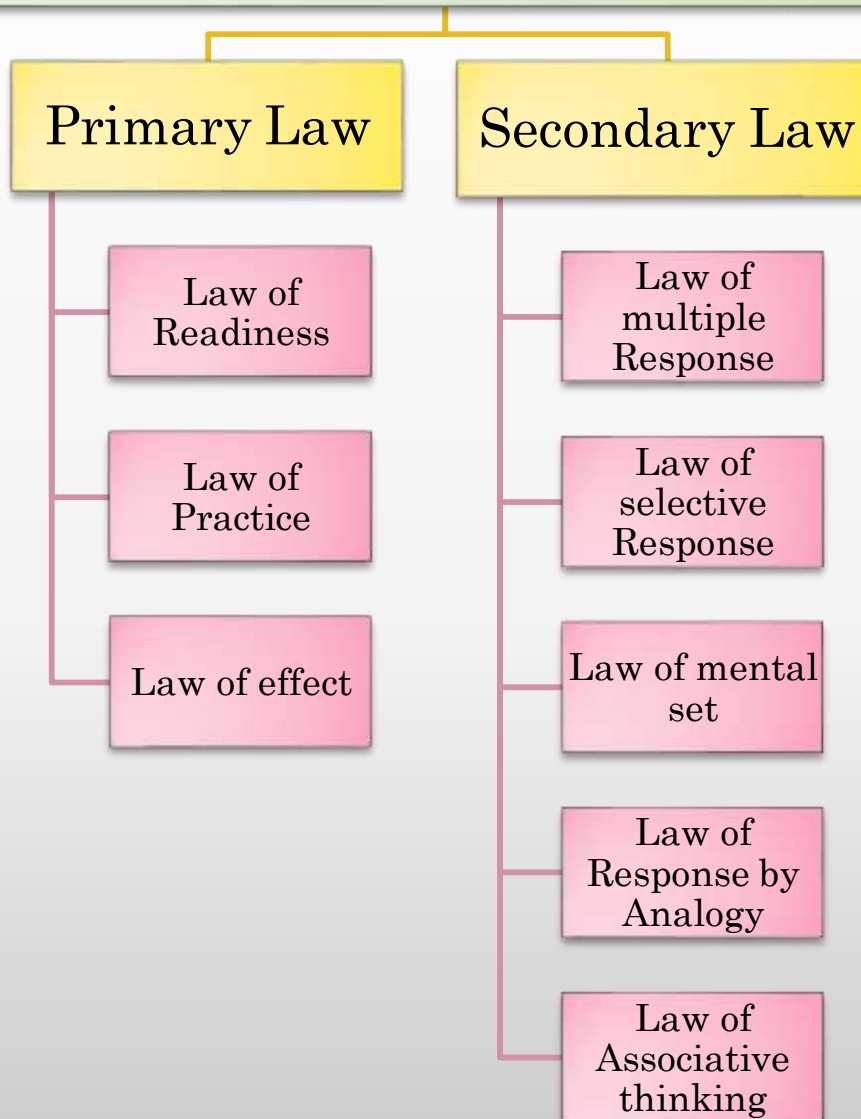 Primary Law
Law of
Readiness
Law of
Practice
Law of effect
Secondary Law
Law of
multiple
Response
Law of
selective
Response
Law of mental
set
Law of
Response by
Analogy
Law of
Associative
thinking